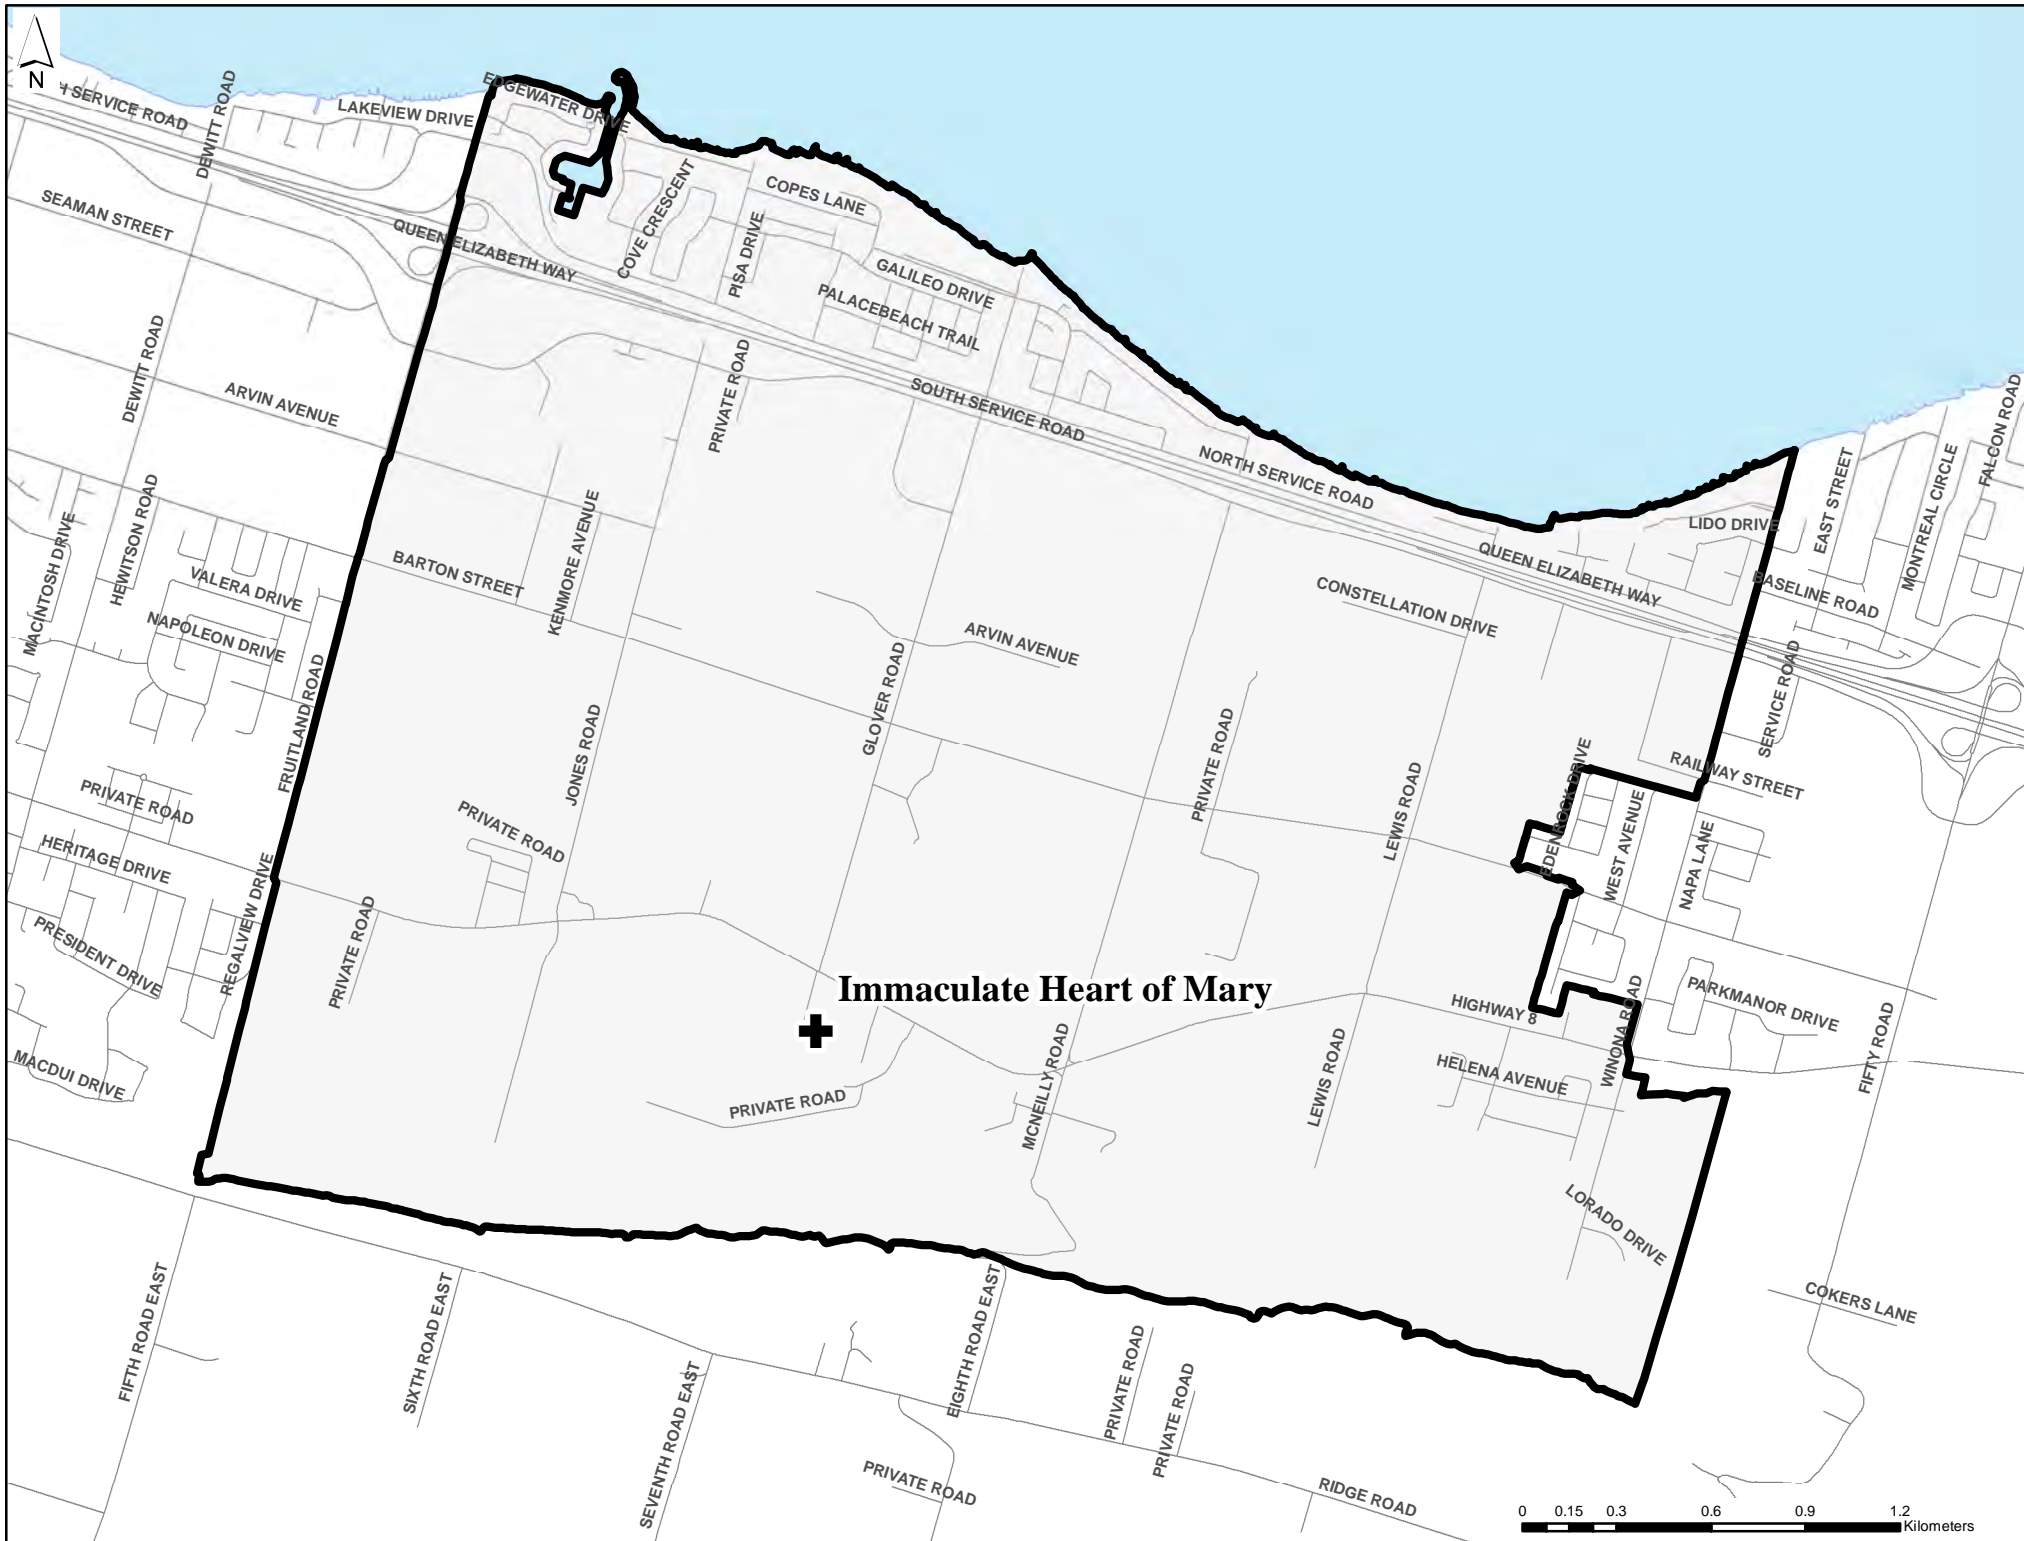 N
H SERVICE ROAD
DEWITT ROAD
LAKEVIEW DRIVE
EDGEWATER DRIVE
SEAMAN STREET
QUEEN ELIZABETH WAY
COVE CRESCENT
PISA DRIVE
COPES LANE
GALILEO DRIVE
PALACEBEACH TRAIL
DEWITT ROAD
ARVIN AVENUE
PRIVATE ROAD
SOUTH SERVICE ROAD
NORTH SERVICE ROAD
LIDO DRIVE
EAST STREET
MONTREAL CIRCLE
FALCON ROAD
MACINTOSH DRIVE
HEWITSON ROAD
VALERA DRIVE
NAPOLEON DRIVE
BARTON STREET
KENMORE AVENUE
QUEEN ELIZABETH WAY
BASELINE ROAD
CONSTELLATION DRIVE
ARVIN AVENUE
FRUITLAND ROAD
JONES ROAD
GLOVER ROAD
PRIVATE ROAD
LEWIS ROAD
SERVICE ROAD
RAILWAY STREET
EDENROCK DRIVE
WEST AVENUE
NAPA LANE
PRIVATE ROAD
HERITAGE DRIVE
PRIVATE ROAD
PRESIDENT DRIVE
REGALVIEW DRIVE
PRIVATE ROAD
Immaculate Heart of Mary
HIGHWAY 8
WINONA ROAD
PARKMANOR DRIVE
FIFTY ROAD
MACDUI DRIVE
PRIVATE ROAD
MCNEILLY ROAD
LEWIS ROAD
HELENA AVENUE
LORADO DRIVE
COKERS LANE
FIFTH ROAD EAST
SIXTH ROAD EAST
SEVENTH ROAD EAST
EIGHTH ROAD EAST
PRIVATE ROAD
PRIVATE ROAD
PRIVATE ROAD
RIDGE ROAD
0 0.15 0.3 0.6 0.9 1.2
Kilometers